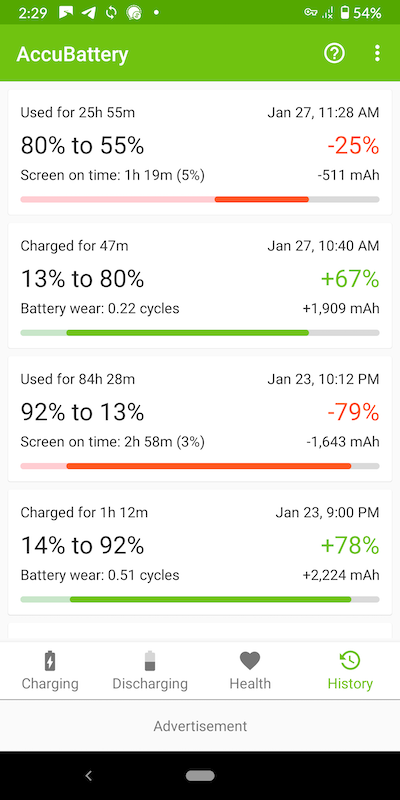 2:29 54%
AccuBattery
Used for 25h 55m Jan 27, 11:28 AM
80% to 55% -25%
Screen on time: 1h 19m (5%) -511 mAh
Charged for 47m Jan 27, 10:40 AM
13% to 80% +67%
Battery wear: 0.22 cycles +1,909 mAh
Used for 84h 28m Jan 23, 10:12 PM
92% to 13% -79%
Screen on time: 2h 58m (3%) -1,643 mAh
Charged for 1h 12m Jan 23, 9:00 PM
14% to 92% +78%
Battery wear: 0.51 cycles +2,224 mAh
Charging Discharging Health History
Advertisement